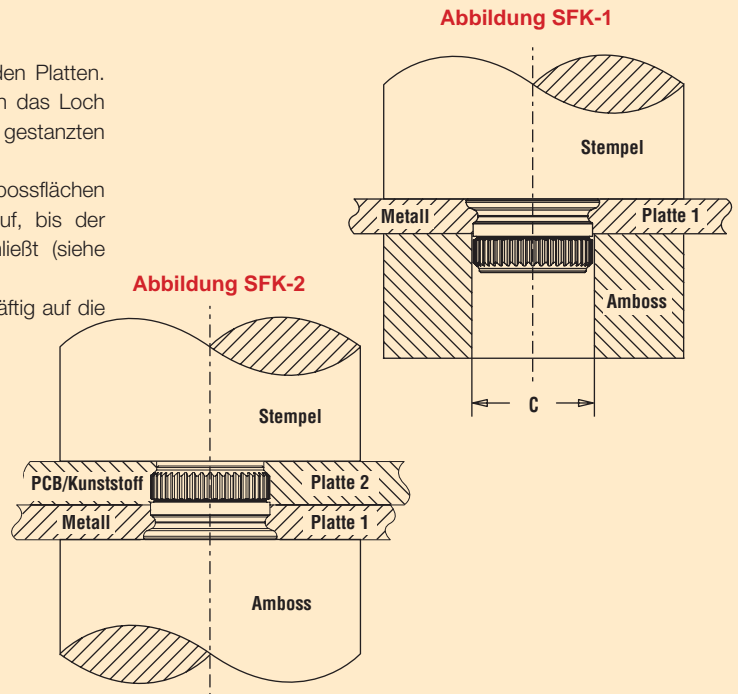 den Platten.
das Loch
gestanzten
bossflächen
uf, bis der
ließt (siehe
äftig auf die
Abbildung SFK-1
Stempel
Metall
Platte 1
Amboss
C
Abbildung SFK-2
Stempel
PCB/Kunststoff
Platte 2
Metall
Platte 1
Amboss